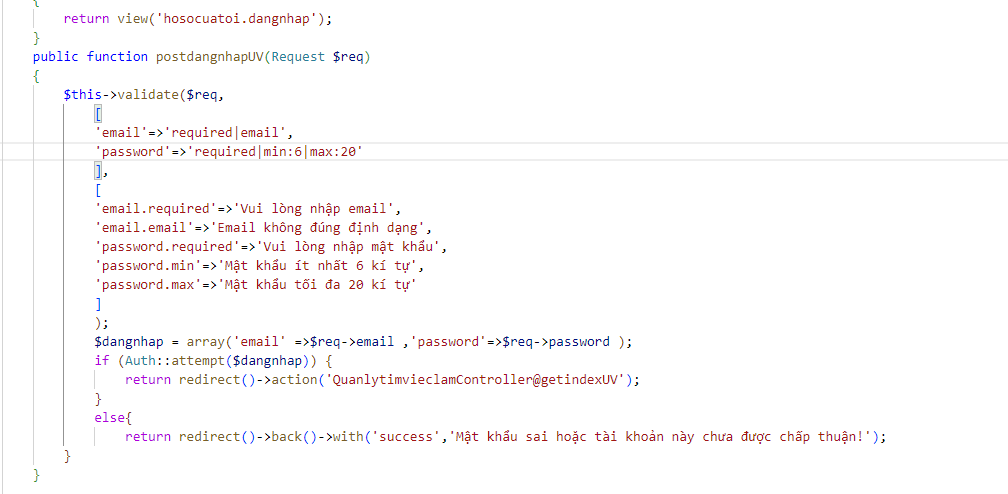 {
return view('hosocuatoi.dangnhap');
}
public function postdangnhapUV(Request $req)
{
$this->validate($req,
[
'email'=>'required|email',
'password'=>'required|min:6|max:20'
],
[
'email.required'=>'Vui lòng nhập email',
'email.email'=>'Email không đúng định dạng',
'password.required'=>'Vui lòng nhập mật khẩu',
'password.min'=>'Mật khẩu ít nhất 6 kí tự',
'password.max'=>'Mật khẩu tối đa 20 kí tự'
]
);
$dangnhap = array('email' =>$req->email ,'password'=>$req->password );
if (Auth::attempt($dangnhap)) {
return redirect()->action('QuanlytimvieclamController@getindexUV');
}
else{
return redirect()->back()->with('success','Mật khẩu sai hoặc tài khoản này chưa được chấp thuận!');
}
}